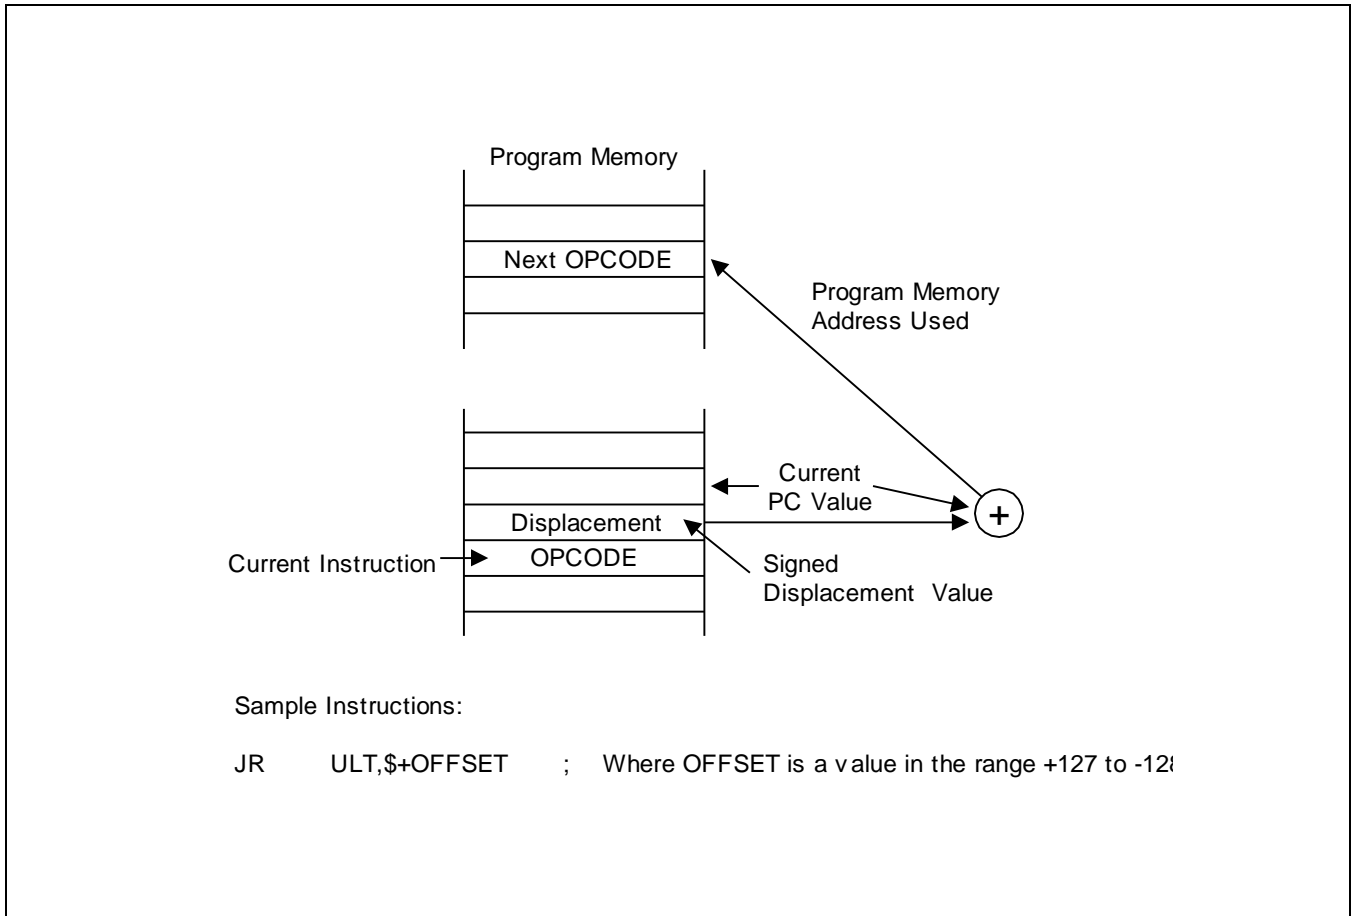 Program Memory
Next OPCODE
Program Memory
Address Used
Current
PC Value
Displacement
Current Instruction
OPCODE
Signed
Displacement Value
+
Sample Instructions:
JR ULT,$+OFFSET ; Where OFFSET is a value in the range +127 to -128